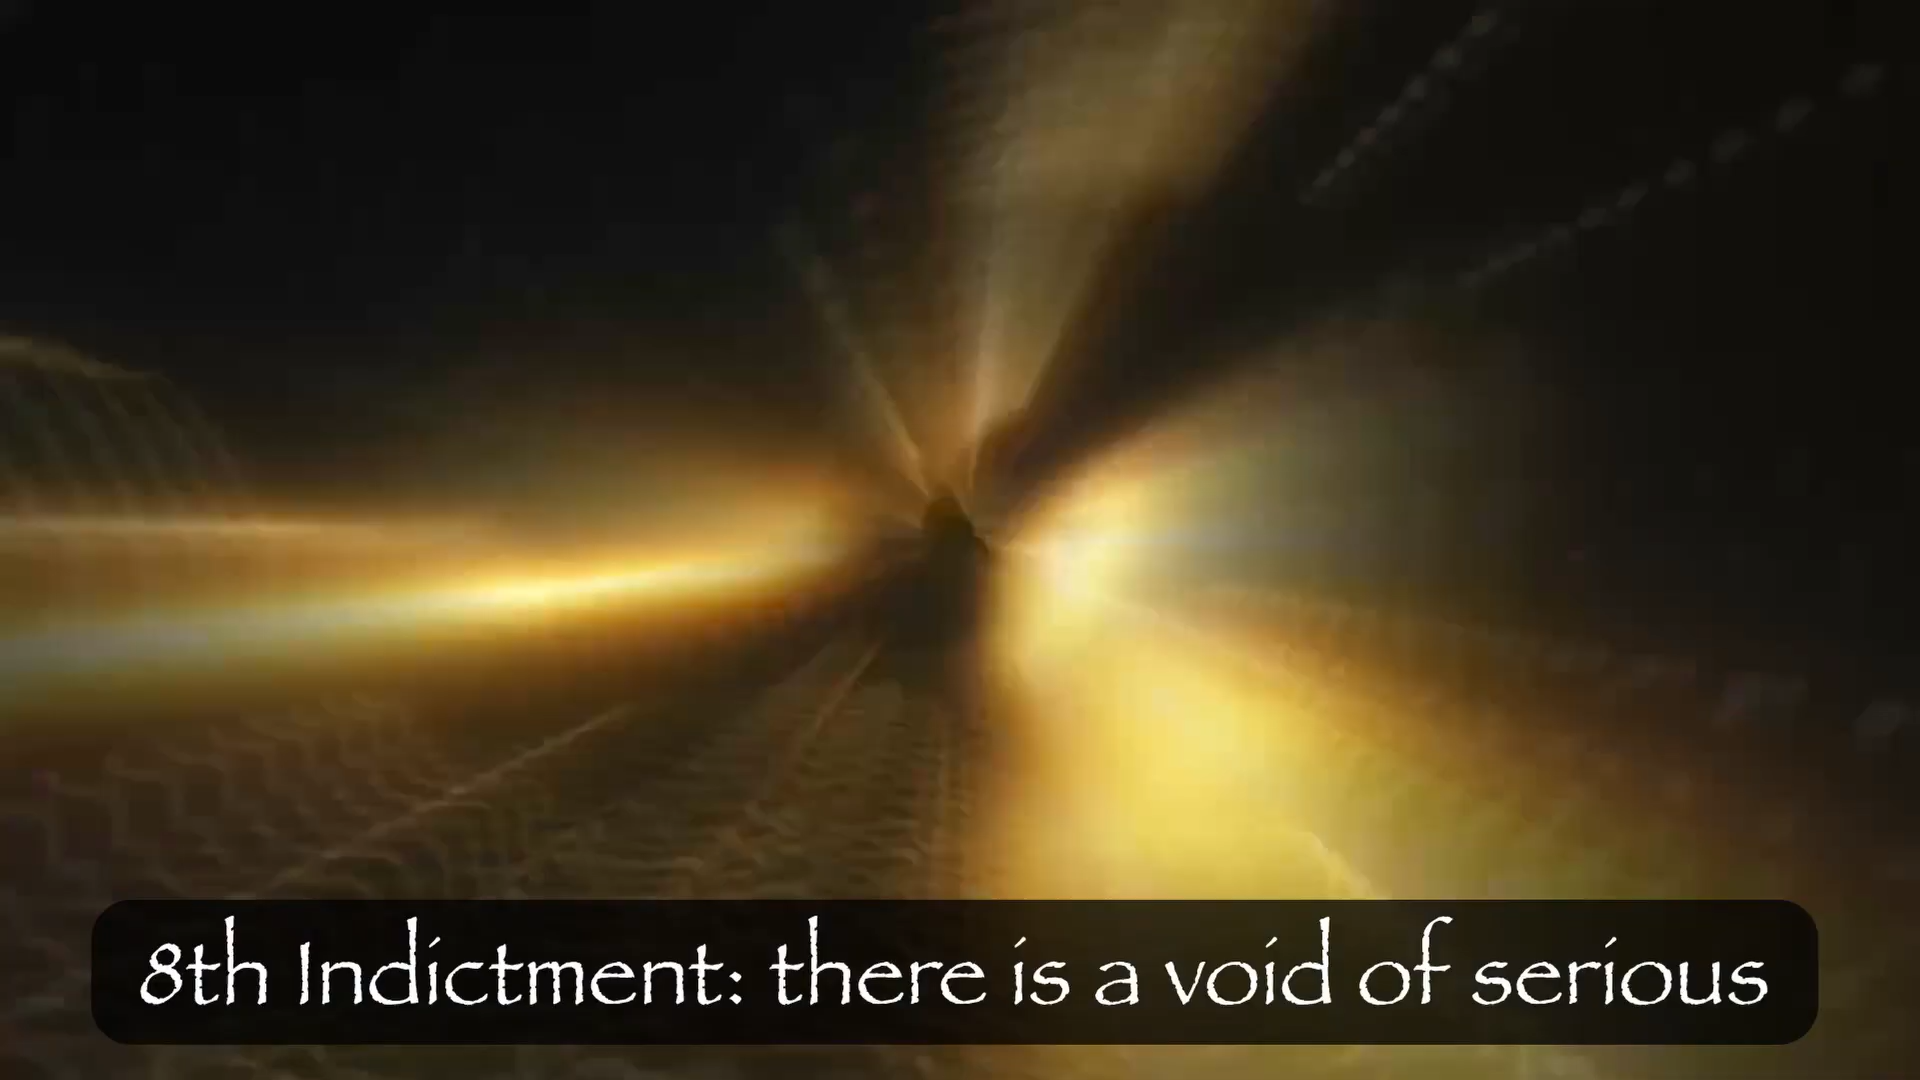 8th Indictment: there is a void of serious